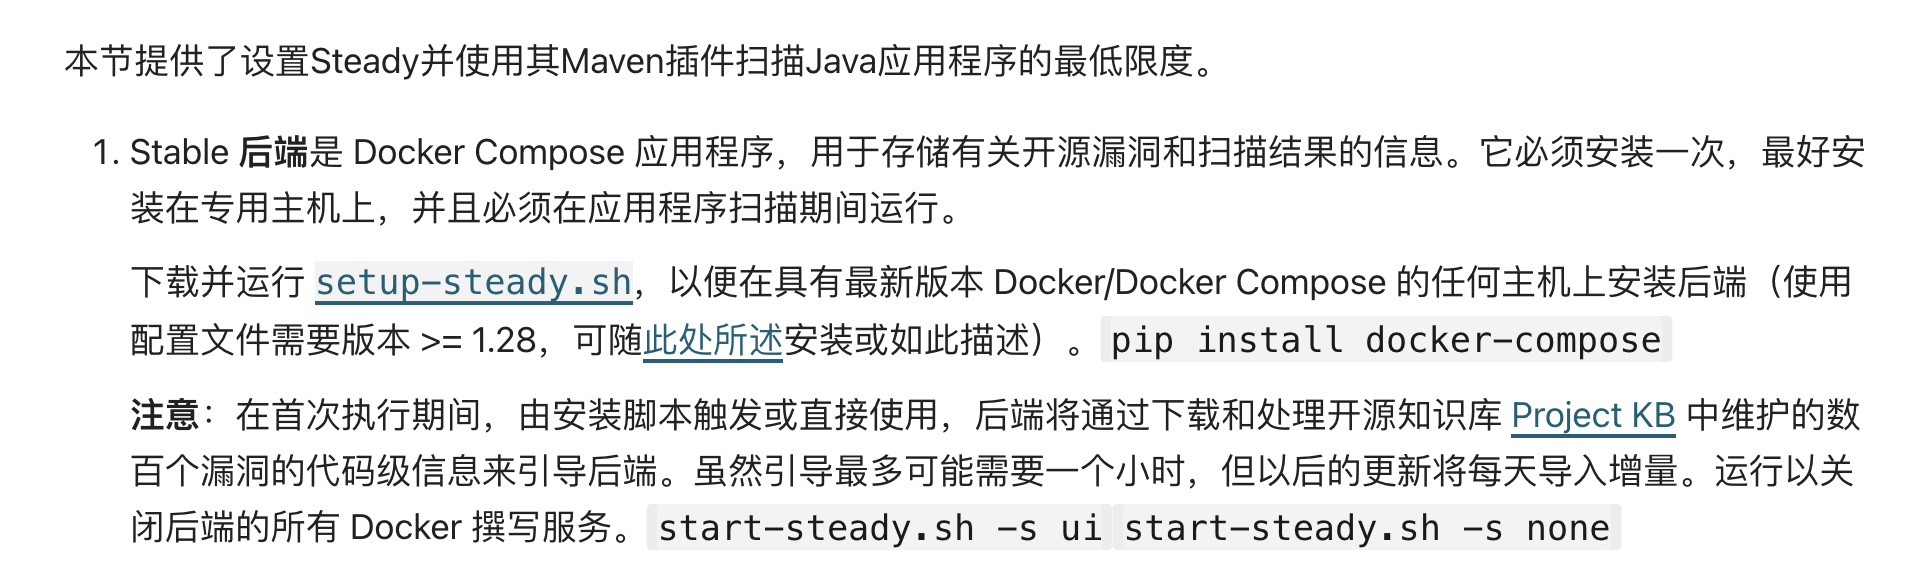 本节提供了设置Steady并使用其Maven插件扫描Java应用程序的最低限度。
1. Stable 后端是 Docker Compose 应用程序，用于存储有关开源漏洞和扫描结果的信息。它必须安装一次，最好安
装在专用主机上，并且必须在应用程序扫描期间运行。
下载并运行 setup-steady.sh，以便在具有最新版本 Docker/Docker Compose 的任何主机上安装后端（使用
配置文件需要版本 >= 1.28，可随此处所述安装或如此描述）。pip install docker-compose
注意：在首次执行期间，由安装脚本触发或直接使用，后端将通过下载和处理开源知识库 Project KB 中维护的数
百个漏洞的代码级信息来引导后端。虽然引导最多可能需要一个小时，但以后的更新将每天导入增量。运行以关
闭后端的所有 Docker 撰写服务。start-steady.sh -s ui start-steady.sh -s none